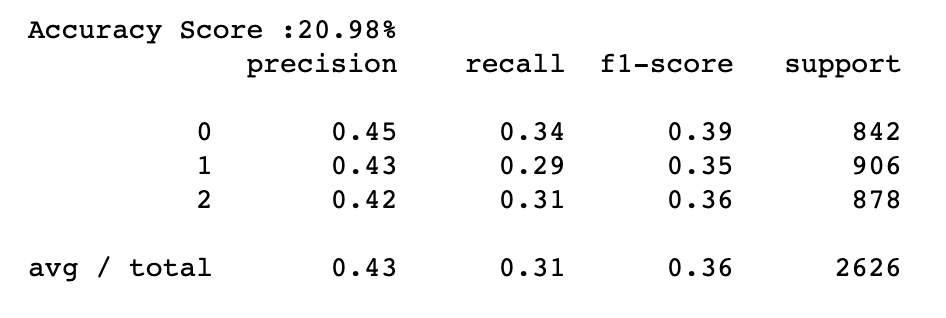 Accuracy Score :20.98%
precision recall f1-score support
0 0.45 0.34 0.39 842
1 0.43 0.29 0.35 906
2 0.42 0.31 0.36 878
avg / total 0.43 0.31 0.36 2626